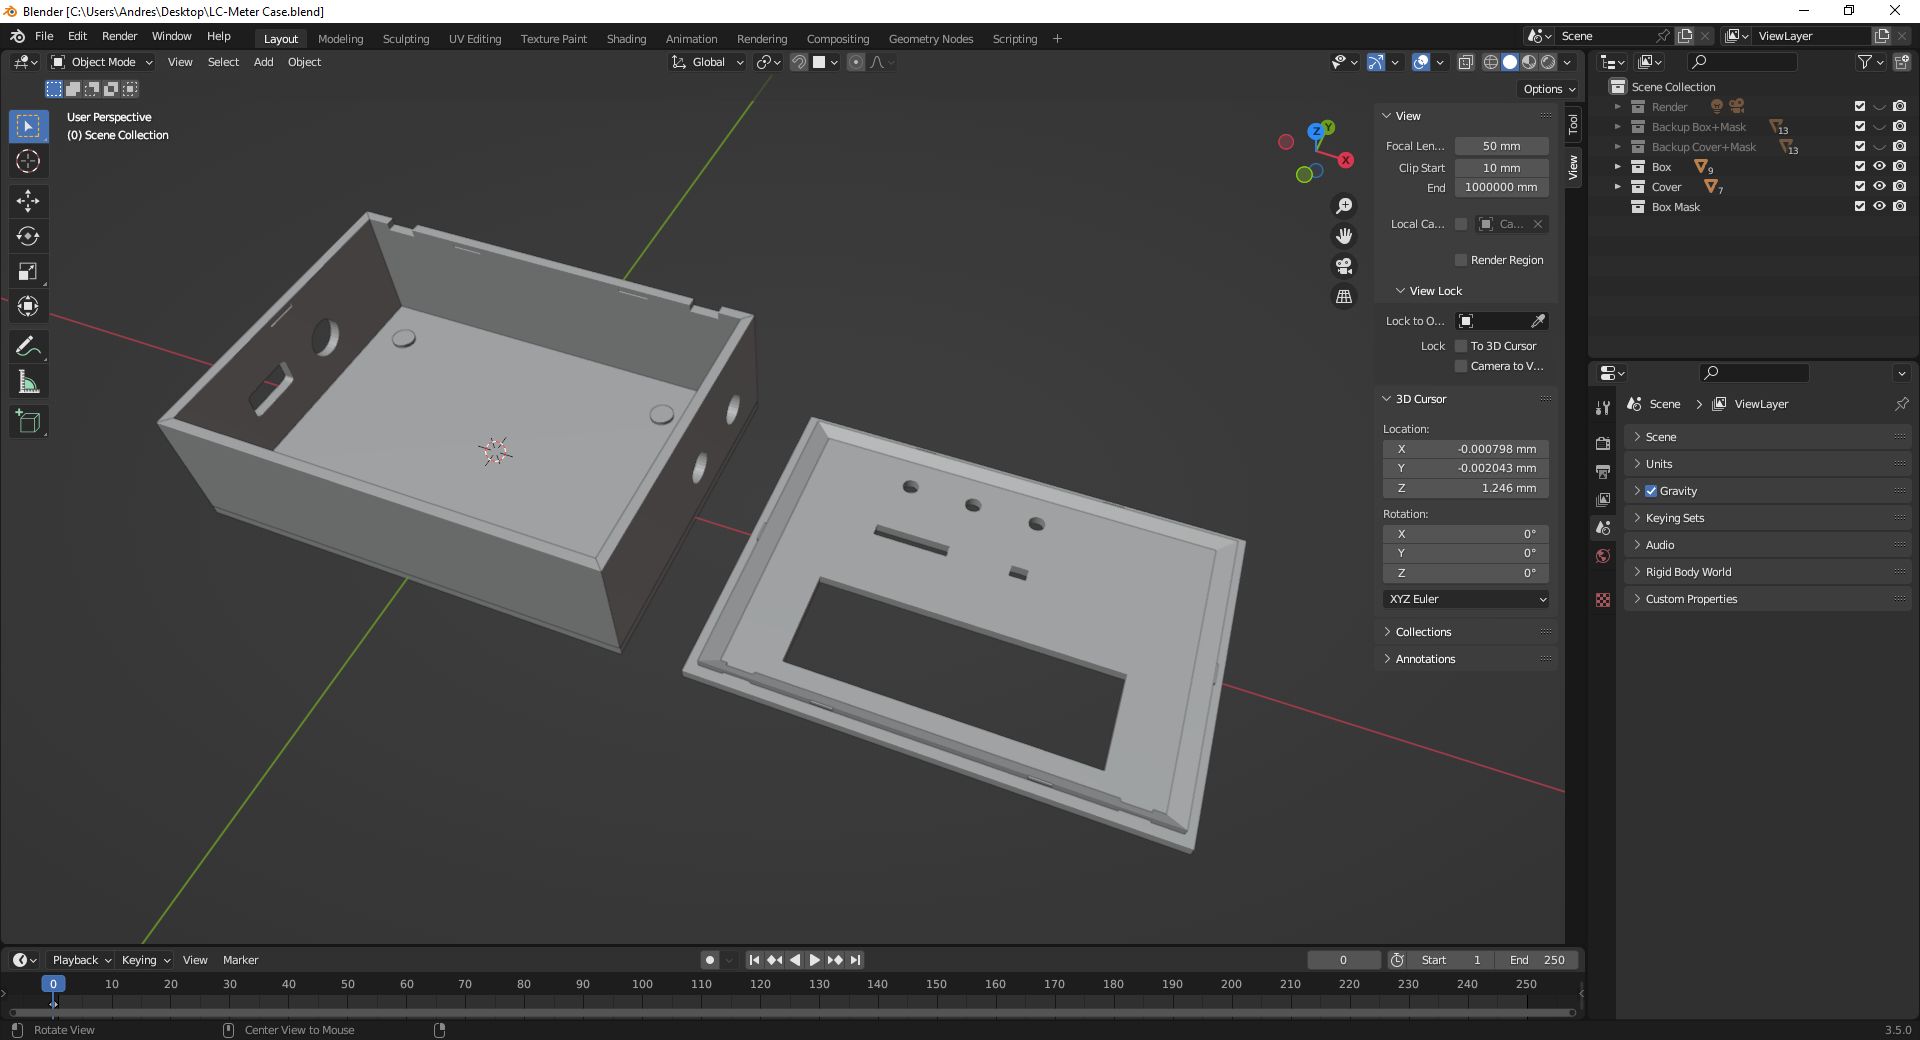 Blender [C:\Users\Andres\Desktop\LC-Meter Case.blend]
File Edit Render Window Help Layout Modeling Sculpting UV Editing Texture Paint Shading Animation Rendering Compositing Geometry Nodes Scripting + Scene ViewLayer
Object Mode View Select Add Object Global
Options
User Perspective
(0) Scene Collection
Z Y X
View
Focal Len... 50 mm
Clip Start 10 mm
End 1000000 mm
Local Ca... Ca...
Render Region
View Lock
Lock to O...
Lock To 3D Cursor
Camera to V...
3D Cursor
Location:
X -0.000798 mm
Y -0.002043 mm
Z 1.246 mm
Rotation:
X 0°
Y 0°
Z 0°
XYZ Euler
Collections
Annotations
Tool
View
Scene Collection
Render
Backup Box+Mask 13
Backup Cover+Mask 13
Box 9
Cover 7
Box Mask
Scene ViewLayer
Scene
Units
Gravity
Keying Sets
Audio
Rigid Body World
Custom Properties
Playback Keying View Marker 0 Start 1 End 250
0 10 20 30 40 50 60 70 80 90 100 110 120 130 140 150 160 170 180 190 200 210 220 230 240 250
Rotate View Center View to Mouse 3.5.0